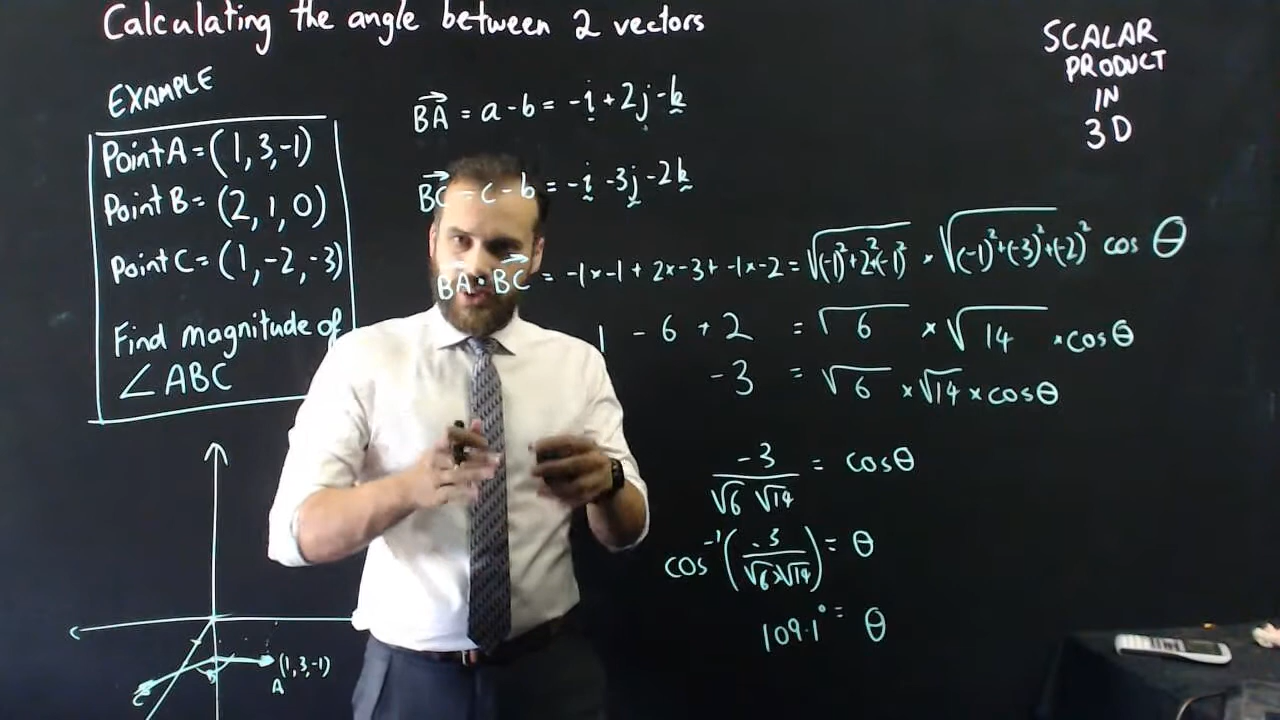 Calculating the angle between 2 vectors
SCALAR
PRODUCT
IN
3D
EXAMPLE
Point A = (1, 3, -1)
Point B = (2, 1, 0)
Point C = (1, -2, -3)
Find magnitude of
∠ABC
BA = a - b = -i + 2j - k
BC = c - b = -i - 3j - 2k
BA · BC = -1 × -1 + 2 × -3 + -1 × -2 = √((-1)² + 2² + (-1)²) × √((-1)² + (-3)² + (-2)²) cos θ
1 - 6 + 2 = √6 × √14 × cos θ
-3 = √6 × √14 × cos θ
-3 / √6 √14 = cos θ
cos⁻¹(-3 / √6 × √14) = θ
109.1° = θ
(1, 3, -1)
A
B
C